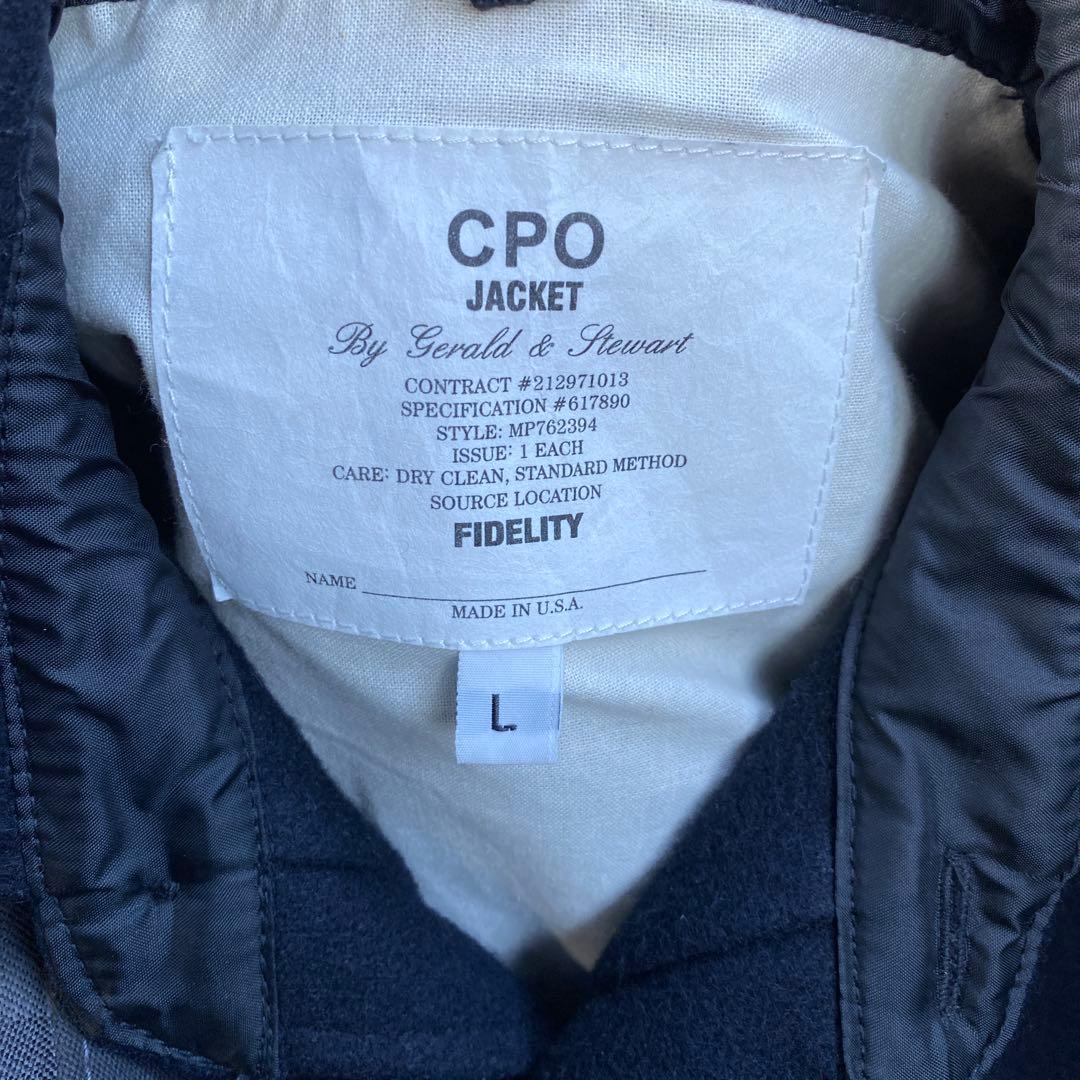 CPO
JACKET
By Gerald & Stewart
CONTRACT #212971013
SPECIFICATION #617890
STYLE: MP762394
ISSUE: 1 EACH
CARE: DRY CLEAN, STANDARD METHOD
SOURCE LOCATION
FIDELITY
NAME
MADE IN U.S.A.
L